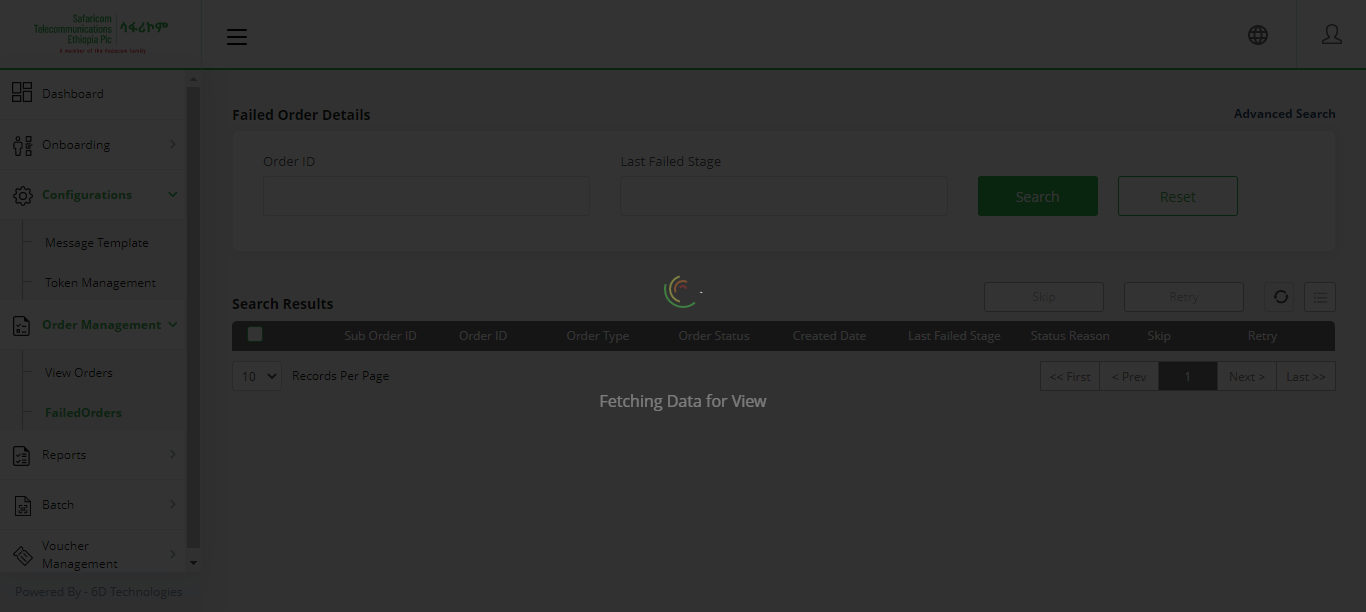 Safaricom
Telecommunications
Ethiopia Plc
ሳፋሪኮም
A member of the Vodacom family
Dashboard
Onboarding
Configurations
Message Template
Token Management
Order Management
View Orders
FailedOrders
Reports
Batch
Voucher
Management
Powered By - 6D Technologies
Failed Order Details
Advanced Search
Order ID
Last Failed Stage
Search
Reset
Search Results
Skip
Retry
Sub Order ID
Order ID
Order Type
Order Status
Created Date
Last Failed Stage
Status Reason
Skip
Retry
10
Records Per Page
<< First
< Prev
1
Next >
Last >>
Fetching Data for View